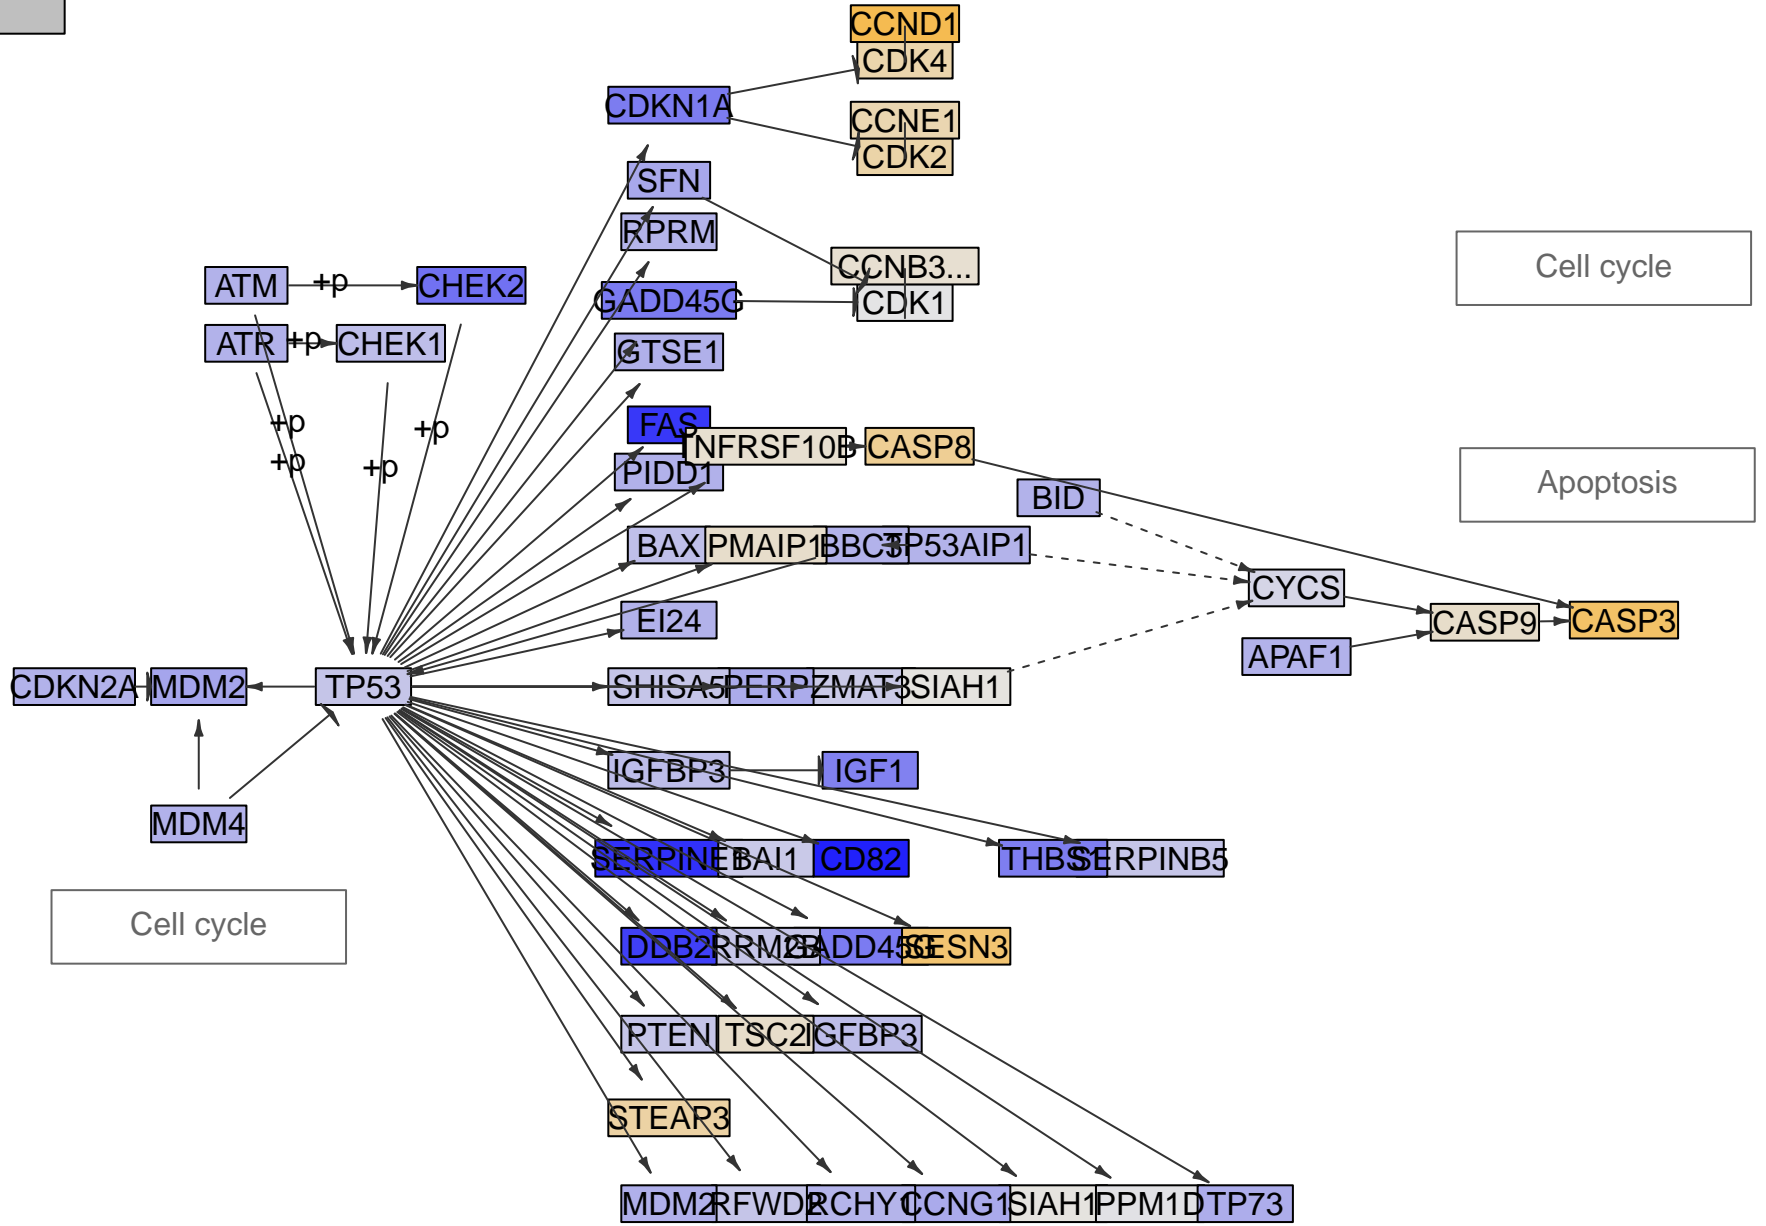 CCND1
CDK4
CDKN1A
CCNE1
CDK2
SFN
RPRM
CCNB3...
Cell cycle
ATM
+p
CHEK2
GADD45G
CDK1
ATR
+p
CHEK1
GTSE1
+p
+p
FAS
TNFRSF10B
CASP8
+p
+p
PIDD1
Apoptosis
BID
BAX
PMAIP1
BBC3
TP53AIP1
CYCS
EI24
CASP9
CASP3
APAF1
CDKN2A
MDM2
TP53
SHISA5
PERP
ZMAT3
SIAH1
IGFBP3
IGF1
MDM4
SERPINE1
BAI1
CD82
THBS1
SERPINB5
Cell cycle
DDB2
RRM2B
GADD45G
SESN3
PTEN
TSC2
IGFBP3
STEAP3
MDM2
RFWD2
RCHY1
CCNG1
SIAH1
PPM1D
TP73